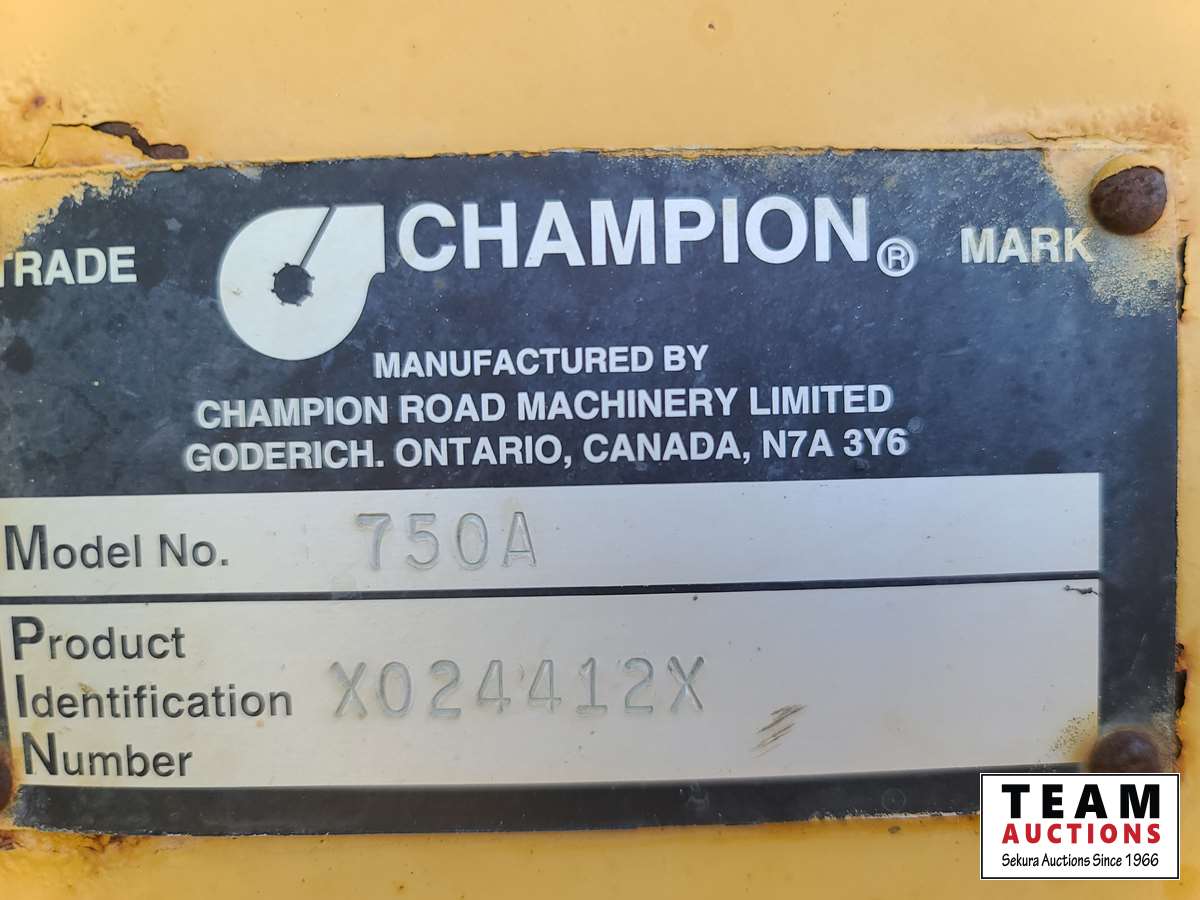 TRADE CHAMPION® MARK
MANUFACTURED BY
CHAMPION ROAD MACHINERY LIMITED
GODERICH. ONTARIO, CANADA, N7A 3Y6
Model No. 750A
Product
Identification X024412X
Number
TEAM
AUCTIONS
Sekura Auctions Since 1966